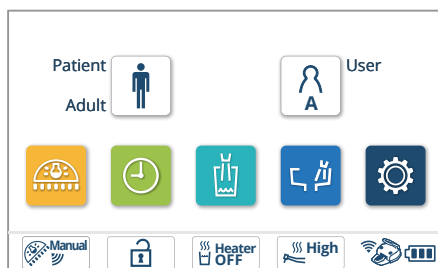 Patient
User
Adult
A
Manual
Heater
OFF
High